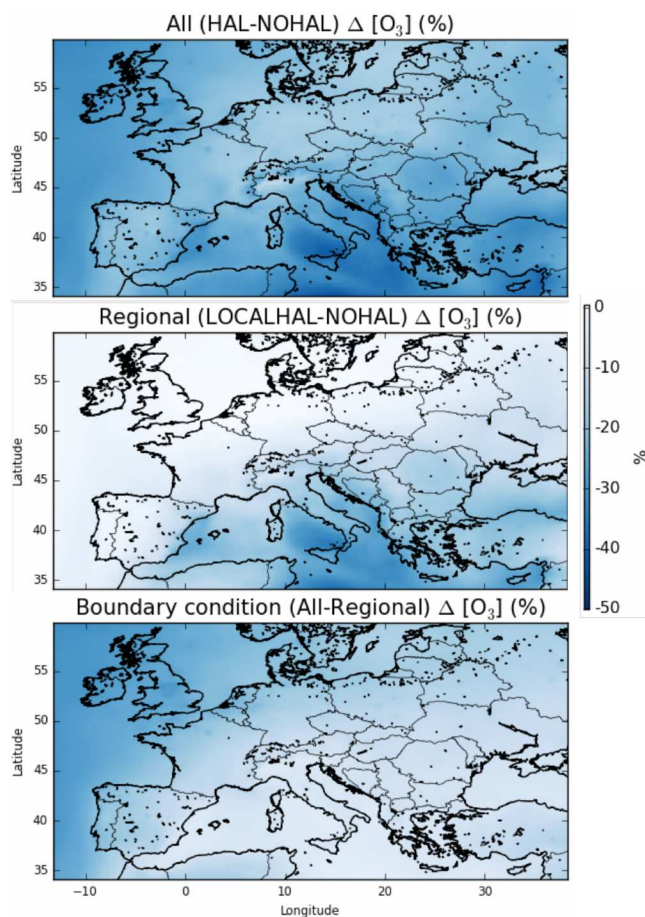 All (HAL-NOHAL) Δ [O₃] (%)
55
50
45
40
35
Latitude
Regional (LOCALHAL-NOHAL) Δ [O₃] (%)
55
50
45
40
35
Latitude
0
-10
-20
-30
-40
-50
%
Boundary condition (All-Regional) Δ [O₃] (%)
55
50
45
40
35
Latitude
−10 0 10 20 30
Longitude